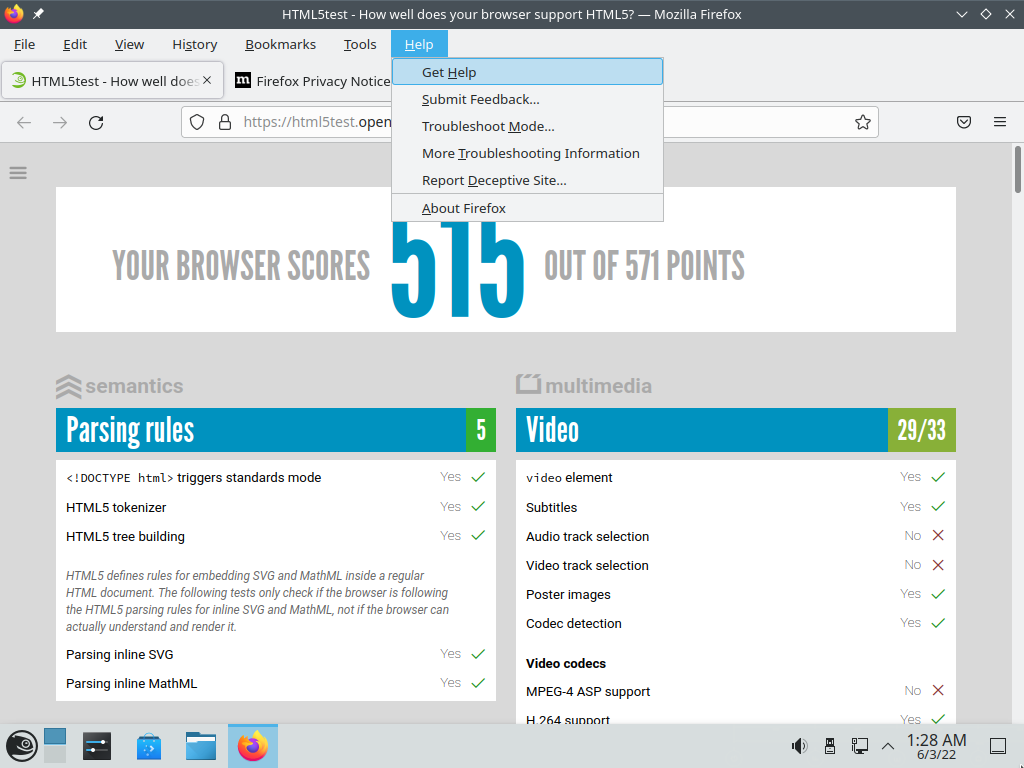 HTML5test - How well does your browser support HTML5? — Mozilla Firefox
File Edit View History Bookmarks Tools Help
HTML5test - How well does
Firefox Privacy Notice
Get Help
Submit Feedback...
Troubleshoot Mode...
More Troubleshooting Information
Report Deceptive Site...
About Firefox
https://html5test.open
YOUR BROWSER SCORES 515 OUT OF 571 POINTS
semantics
Parsing rules 5
<!DOCTYPE html> triggers standards mode Yes
HTML5 tokenizer Yes
HTML5 tree building Yes
HTML5 defines rules for embedding SVG and MathML inside a regular
HTML document. The following tests only check if the browser is following
the HTML5 parsing rules for inline SVG and MathML, not if the browser can
actually understand and render it.
Parsing inline SVG Yes
Parsing inline MathML Yes
multimedia
Video 29/33
video element Yes
Subtitles Yes
Audio track selection No
Video track selection No
Poster images Yes
Codec detection Yes
Video codecs
MPEG-4 ASP support No
H.264 support Yes
1:28 AM
6/3/22